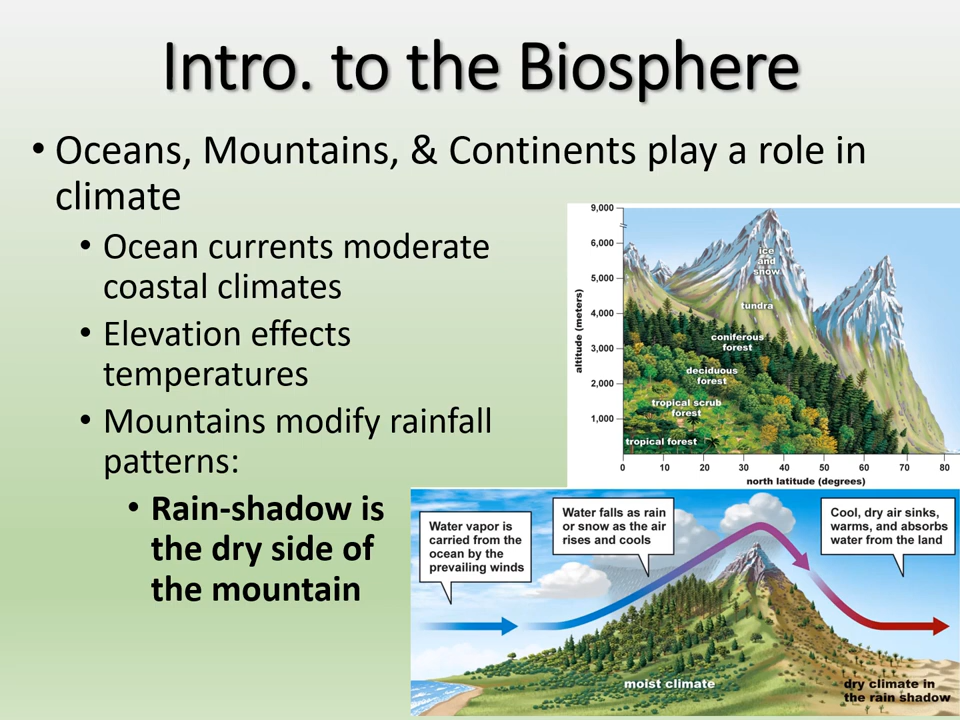 Intro. to the Biosphere
• Oceans, Mountains, & Continents play a role in
climate
• Ocean currents moderate
coastal climates
• Elevation effects
temperatures
• Mountains modify rainfall
patterns:
• Rain-shadow is
the dry side of
the mountain
altitude (meters)
9,000
6,000
5,000
4,000
3,000
2,000
1,000
ice
and
snow
tundra
coniferous
forest
deciduous
forest
tropical scrub
forest
tropical forest
0 10 20 30 40 50 60 70 80
north latitude (degrees)
Water vapor is
carried from the
ocean by the
prevailing winds
Water falls as rain
or snow as the air
rises and cools
Cool, dry air sinks,
warms, and absorbs
water from the land
moist climate
dry climate in
the rain shadow